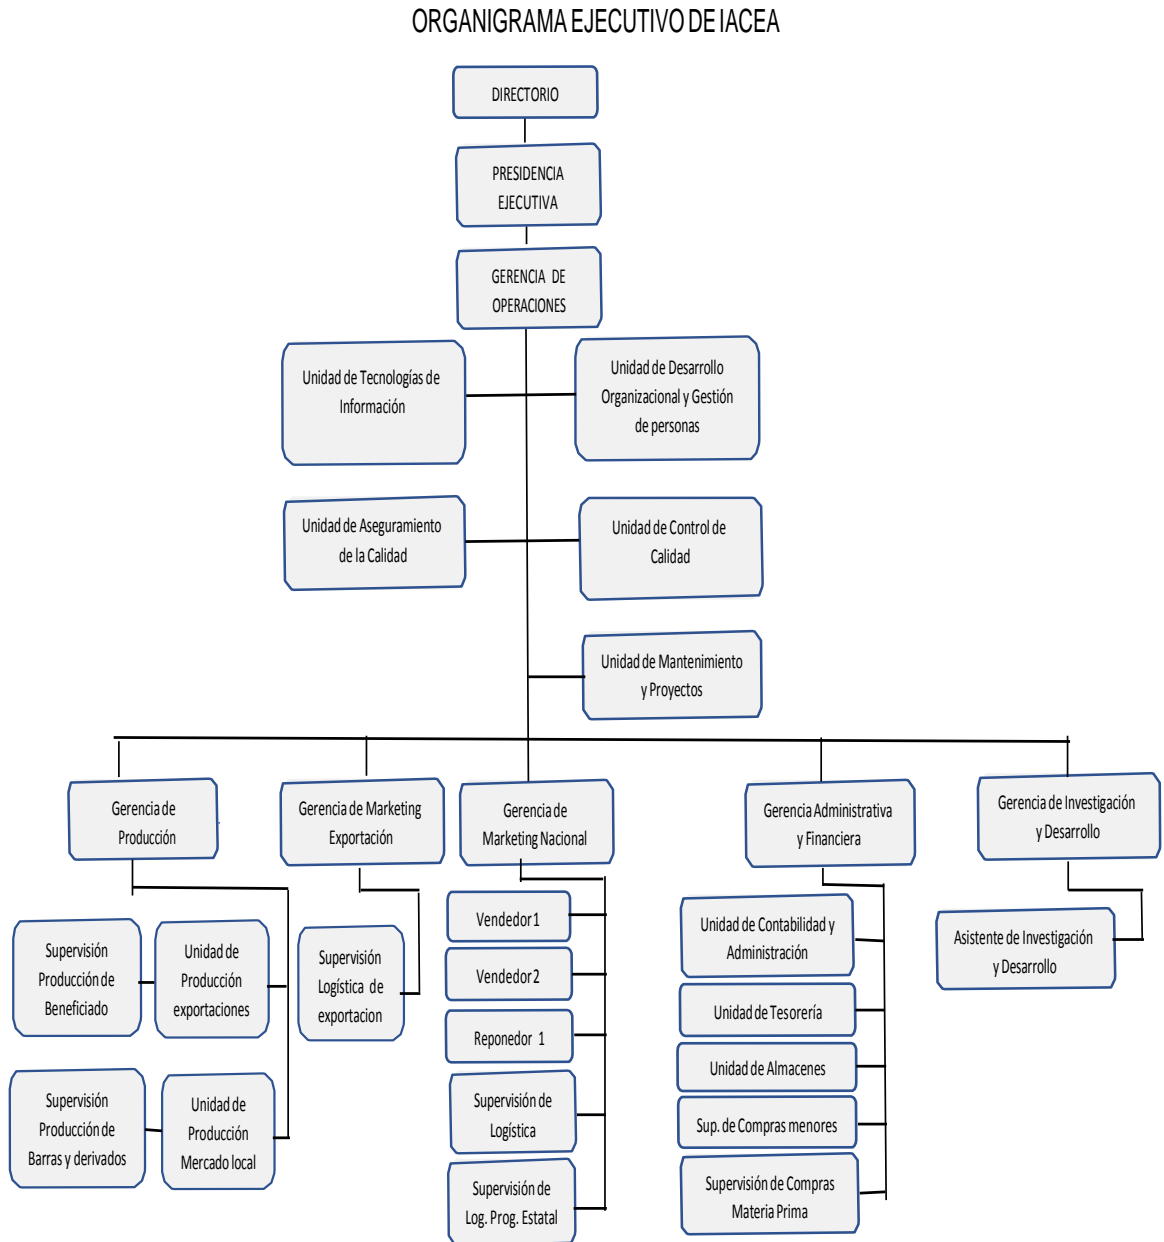 ORGANIGRAMA EJECUTIVO DE IACEA
DIRECTORIO
PRESIDENCIA
EJECUTIVA
GERENCIA DE
OPERACIONES
Unidad de Tecnologías de
Información
Unidad de Desarrollo
Organizacional y Gestión
de personas
Unidad de Aseguramiento
de la Calidad
Unidad de Control de
Calidad
Unidad de Mantenimiento
y Proyectos
Gerencia de
Producción
Gerencia de Marketing
Exportación
Gerencia de
Marketing Nacional
Gerencia Administrativa
y Financiera
Gerencia de Investigación
y Desarrollo
Supervisión
Producción de
Beneficiado
Unidad de
Producción
exportaciones
Supervisión
Producción de
Barras y derivados
Unidad de
Producción
Mercado local
Supervisión
Logística de
exportacion
Vendedor 1
Vendedor 2
Reponedor 1
Supervisión de
Logística
Supervisión de
Log. Prog. Estatal
Unidad de Contabilidad y
Administración
Unidad de Tesorería
Unidad de Almacenes
Sup. de Compras menores
Supervisión de Compras
Materia Prima
Asistente de Investigación
y Desarrollo